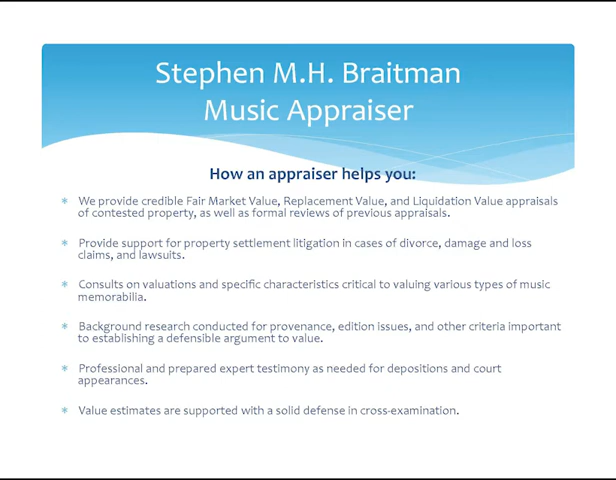 Stephen M.H. Braitman
Music Appraiser
How an appraiser helps you:
* We provide credible Fair Market Value, Replacement Value, and Liquidation Value appraisals
of contested property, as well as formal reviews of previous appraisals.
* Provide support for property settlement litigation in cases of divorce, damage and loss
claims, and lawsuits.
* Consults on valuations and specific characteristics critical to valuing various types of music
memorabilia.
* Background research conducted for provenance, edition issues, and other criteria important
to establishing a defensible argument to value.
* Professional and prepared expert testimony as needed for depositions and court
appearances.
* Value estimates are supported with a solid defense in cross-examination.